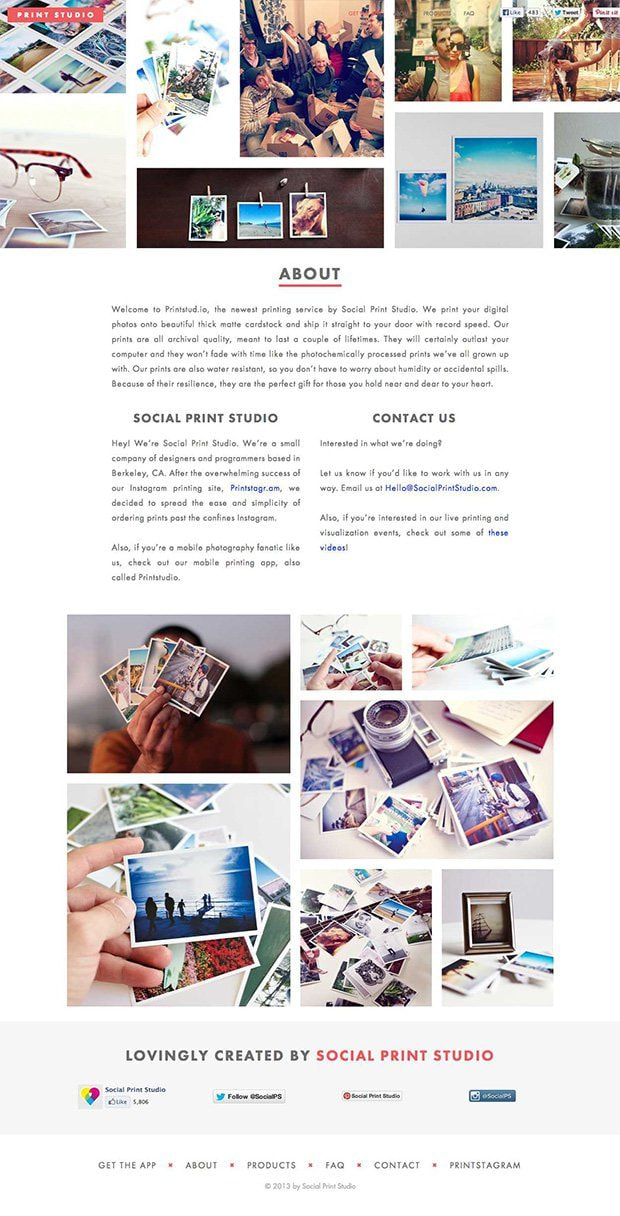 PRINT STUDIO
GET
PRODUCTS
FAQ
Like
483
Tweet
Pin it
ABOUT
Welcome to Printstud.io, the newest printing service by Social Print Studio. We print your digital
photos onto beautiful thick matte cardstock and ship it straight to your door with record speed. Our
prints are all archival quality, meant to last a couple of lifetimes. They will certainly outlast your
computer and they won't fade with time like the photochemically processed prints we've all grown up
with. Our prints are also water resistant, so you don't have to worry about humidity or accidental spills.
Because of their resilience, they are the perfect gift for those you hold near and dear to your heart.
SOCIAL PRINT STUDIO
Hey! We're Social Print Studio. We're a small
company of designers and programmers based in
Berkeley, CA. After the overwhelming success of
our Instagram printing site, Printstagr.am, we
decided to spread the ease and simplicity of
ordering prints past the confines Instagram.
Also, if you're a mobile photography fanatic like
us, check out our mobile printing app, also
called Printstudio.
CONTACT US
Interested in what we're doing?
Let us know if you'd like to work with us in any
way. Email us at Hello@SocialPrintStudio.com.
Also, if you're interested in our live printing and
visualization events, check out some of these
videos!
LOVINGLY CREATED BY SOCIAL PRINT STUDIO
Social Print Studio
Like 5,806
Follow @SocialPS
Social Print Studio
@SocialPS
GET THE APP ABOUT PRODUCTS FAQ CONTACT PRINTSTAGRAM
© 2013 by Social Print Studio